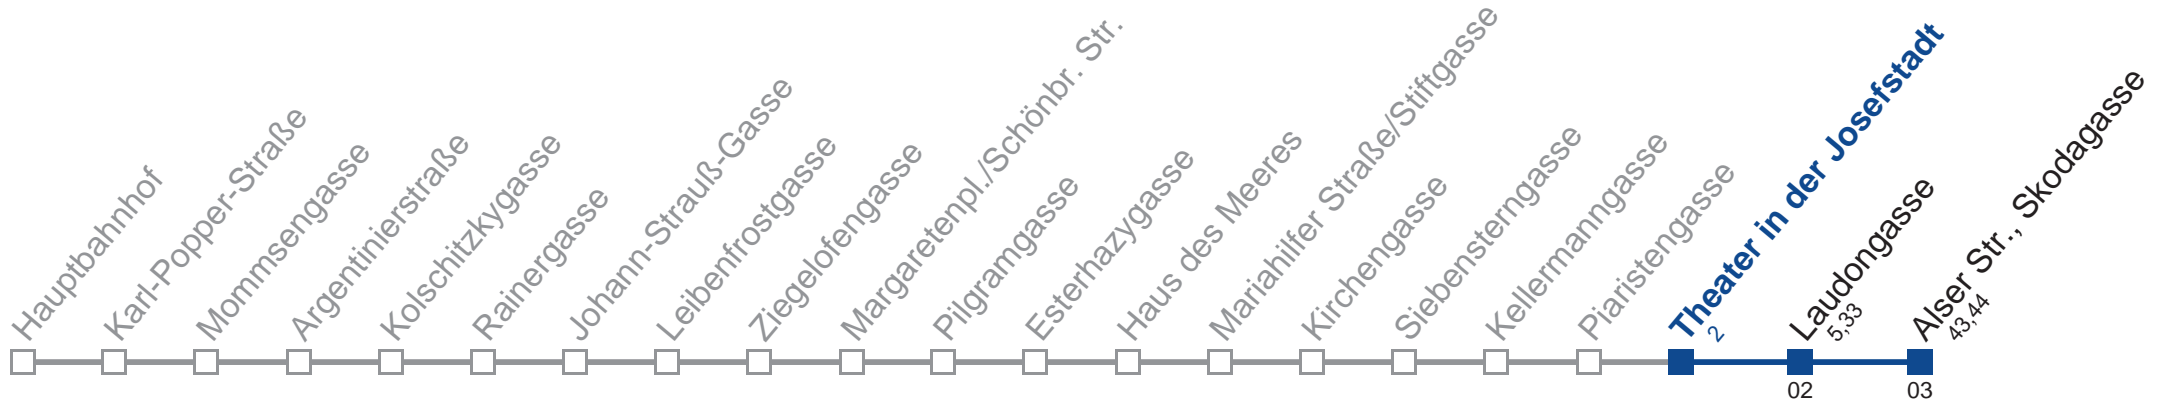 Hauptbahnhof
Karl-Popper-Straße
Mommsengasse
Argentinierstraße
Kolschitzkygasse
Rainergasse
Johann-Strauß-Gasse
Leibenfrostgasse
Ziegelofengasse
Margaretenpl./Schönbr. Str.
Pilgramgasse
Esterhazygasse
Haus des Meeres
Mariahilfer Straße/Stiftgasse
Kirchengasse
Siebensterngasse
Kellermanngasse
Piaristengasse
Theater in der Josefstadt
2
Laudongasse
5,33
02
Alser Str., Skodagasse
43,44
03